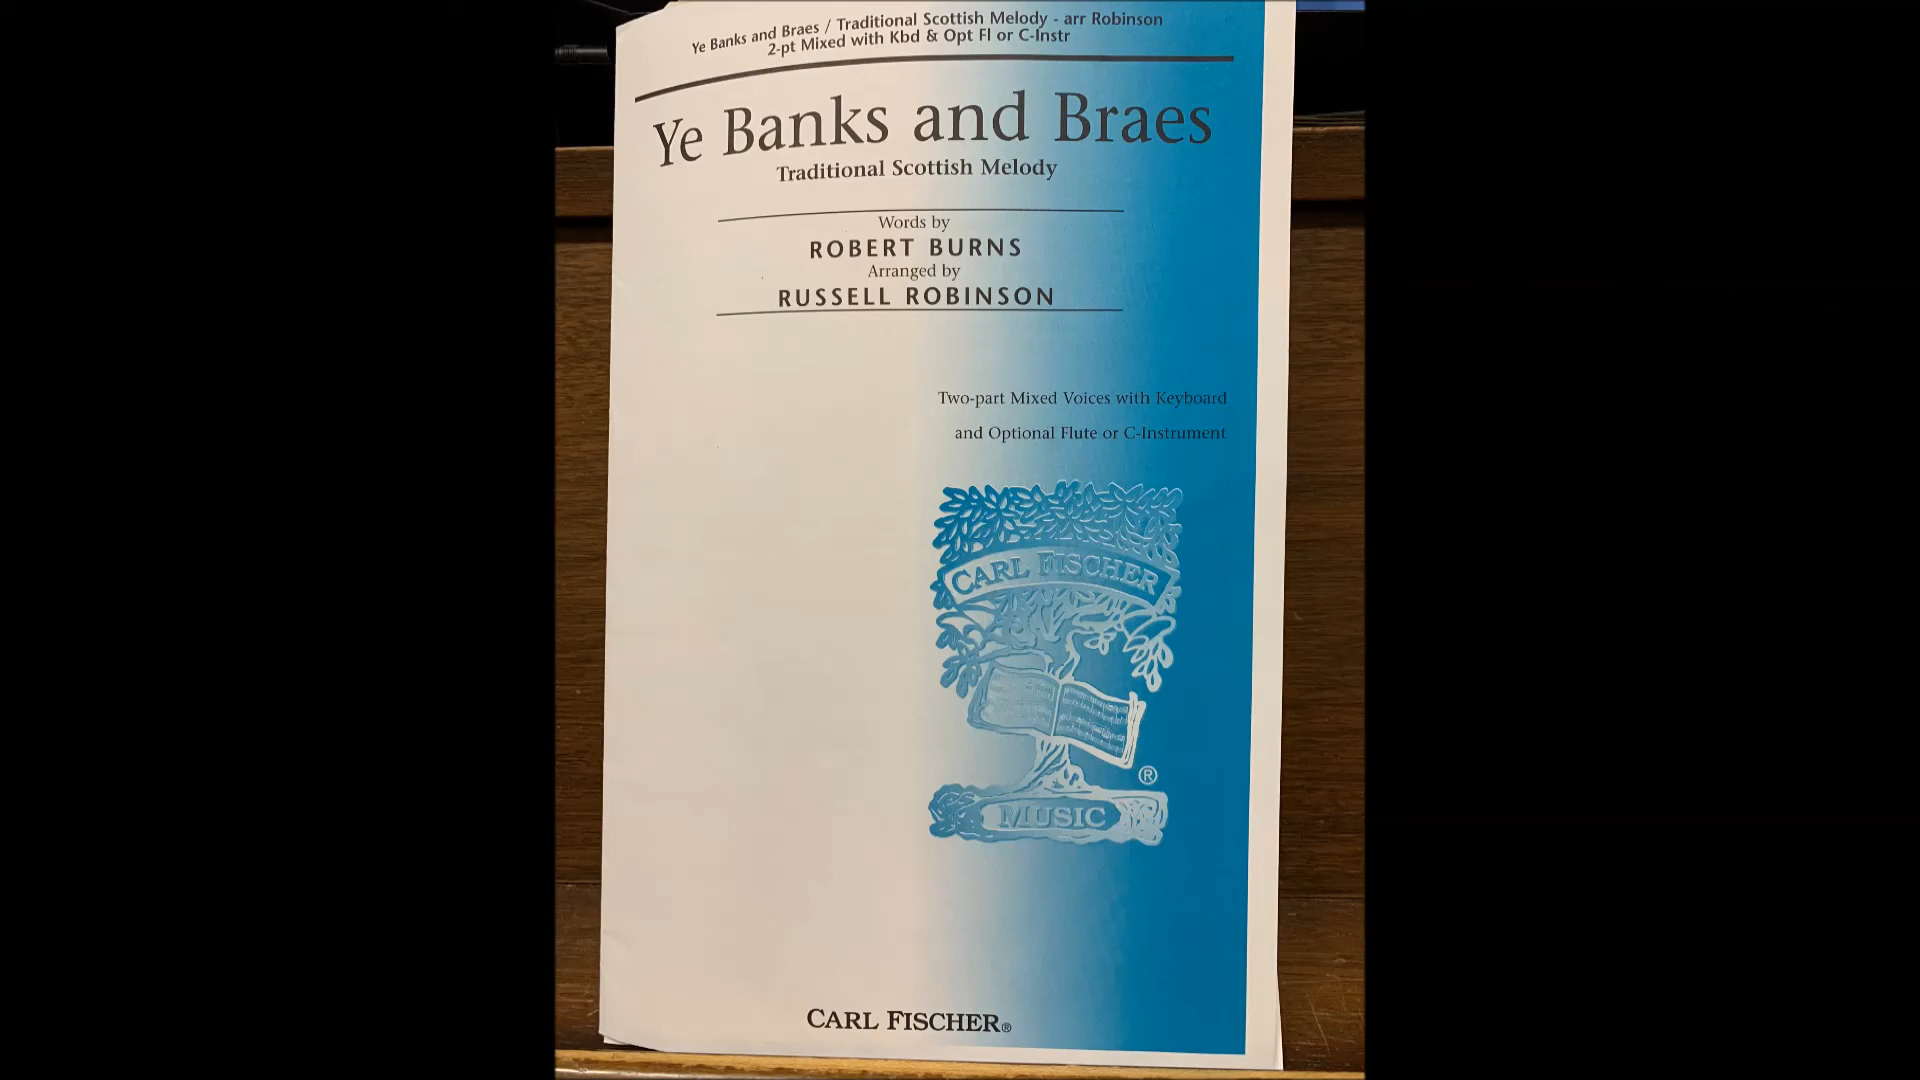 Ye Banks and Braes / Traditional Scottish Melody - arr Robinson
2-pt Mixed with Kbd & Opt Fl or C-Instr
Ye Banks and Braes
Traditional Scottish Melody
Words by
ROBERT BURNS
Arranged by
RUSSELL ROBINSON
Two-part Mixed Voices with Keyboard
and Optional Flute or C-Instrument
CARL FISCHER
®
MUSIC
CARL FISCHER®